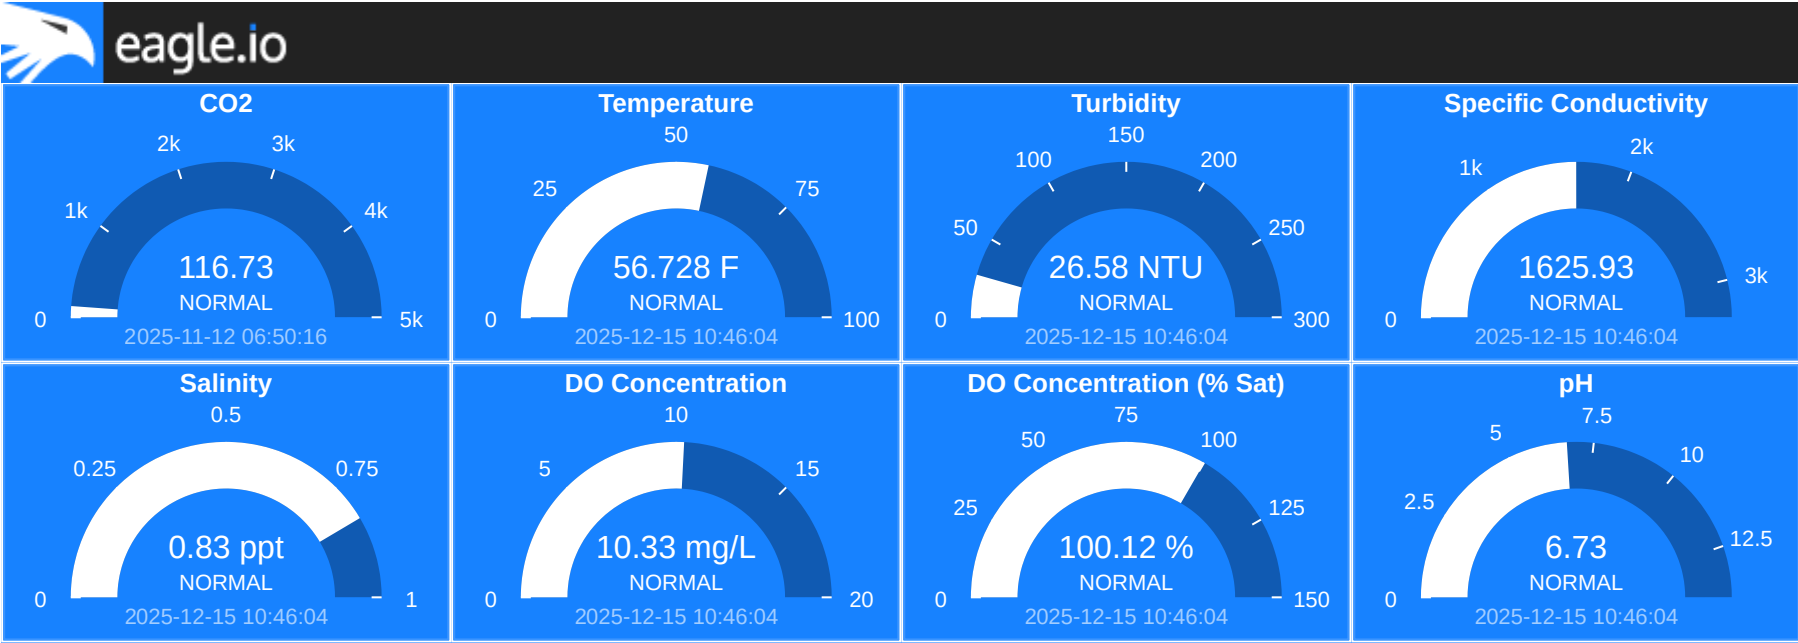 eagle.io
CO2
0
1k
2k
3k
4k
5k
116.73
NORMAL
2025-11-12 06:50:16
Temperature
0
25
50
75
100
56.728 F
NORMAL
2025-12-15 10:46:04
Turbidity
0
50
100
150
200
250
300
26.58 NTU
NORMAL
2025-12-15 10:46:04
Specific Conductivity
0
1k
2k
3k
1625.93
NORMAL
2025-12-15 10:46:04
Salinity
0
0.25
0.5
0.75
1
0.83 ppt
NORMAL
2025-12-15 10:46:04
DO Concentration
0
5
10
15
20
10.33 mg/L
NORMAL
2025-12-15 10:46:04
DO Concentration (% Sat)
0
25
50
75
100
125
150
100.12 %
NORMAL
2025-12-15 10:46:04
pH
0
2.5
5
7.5
10
12.5
6.73
NORMAL
2025-12-15 10:46:04